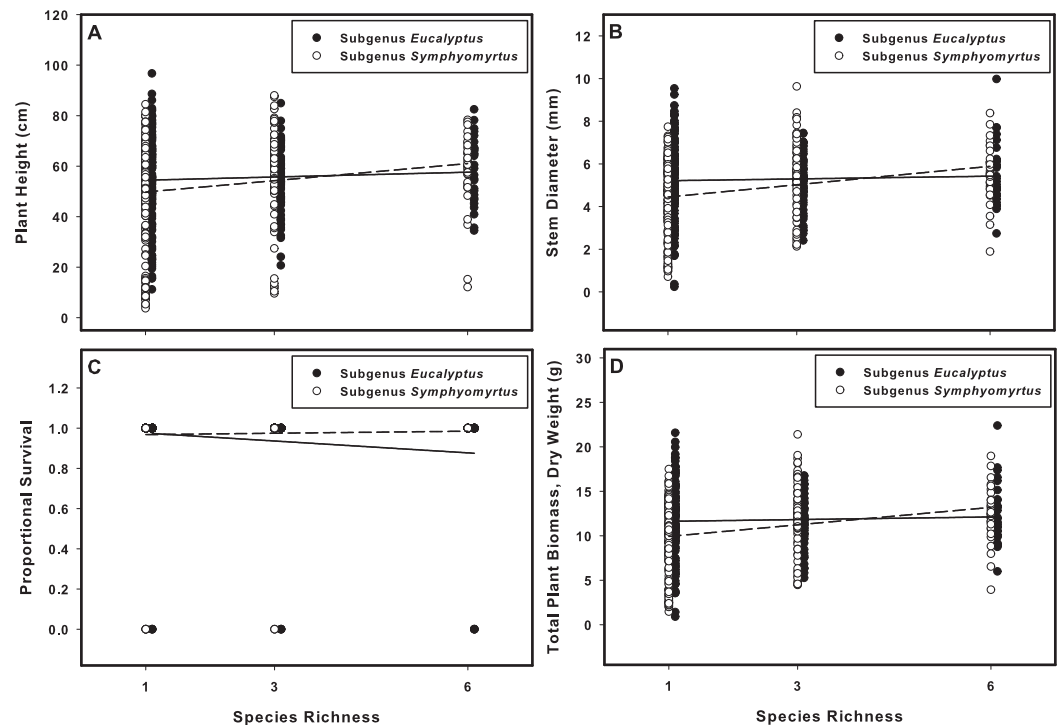 A
Subgenus Eucalyptus
Subgenus Symphyomyrtus
Plant Height (cm)
120
100
80
60
40
20
0
B
Subgenus Eucalyptus
Subgenus Symphyomyrtus
Stem Diameter (mm)
12
10
8
6
4
2
0
C
Subgenus Eucalyptus
Subgenus Symphyomyrtus
Proportional Survival
1.2
1.0
0.8
0.6
0.4
0.2
0.0
1 3 6
Species Richness
D
Subgenus Eucalyptus
Subgenus Symphyomyrtus
Total Plant Biomass, Dry Weight (g)
30
25
20
15
10
5
0
1 3 6
Species Richness